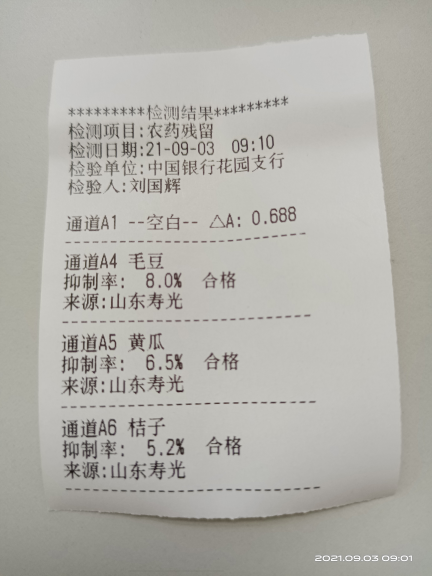 *********检测结果*********
检测项目:农药残留
检测日期:21-09-03 09:10
检验单位:中国银行花园支行
检验人:刘国辉
通道A1 --空白-- △A: 0.688
通道A4 毛豆
抑制率: 8.0% 合格
来源:山东寿光
通道A5 黄瓜
抑制率: 6.5% 合格
来源:山东寿光
通道A6 桔子
抑制率: 5.2% 合格
来源:山东寿光
2021.09.03 09:01